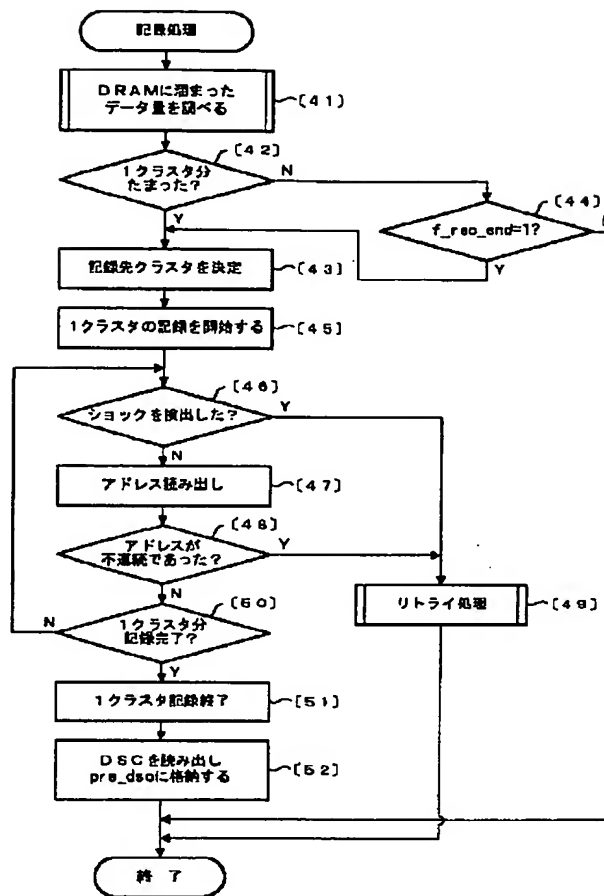 記録処理
DRAMに溜まった
データ量を調べる
[41]
[42]
1クラスタ分
たまった?
N
Y
[44]
f_rec_end=1?
Y
記録先クラスタを決定
[43]
1クラスタの記録を開始する
[45]
[46]
ショックを検出した?
Y
N
アドレス読み出し
[47]
[48]
アドレスが
不連続であった?
Y
N
リトライ処理
[49]
[50]
1クラスタ分
記録完了?
N
Y
1クラスタ記録終了
[51]
DSCを読み出し
pre_dscに格納する
[52]
終了